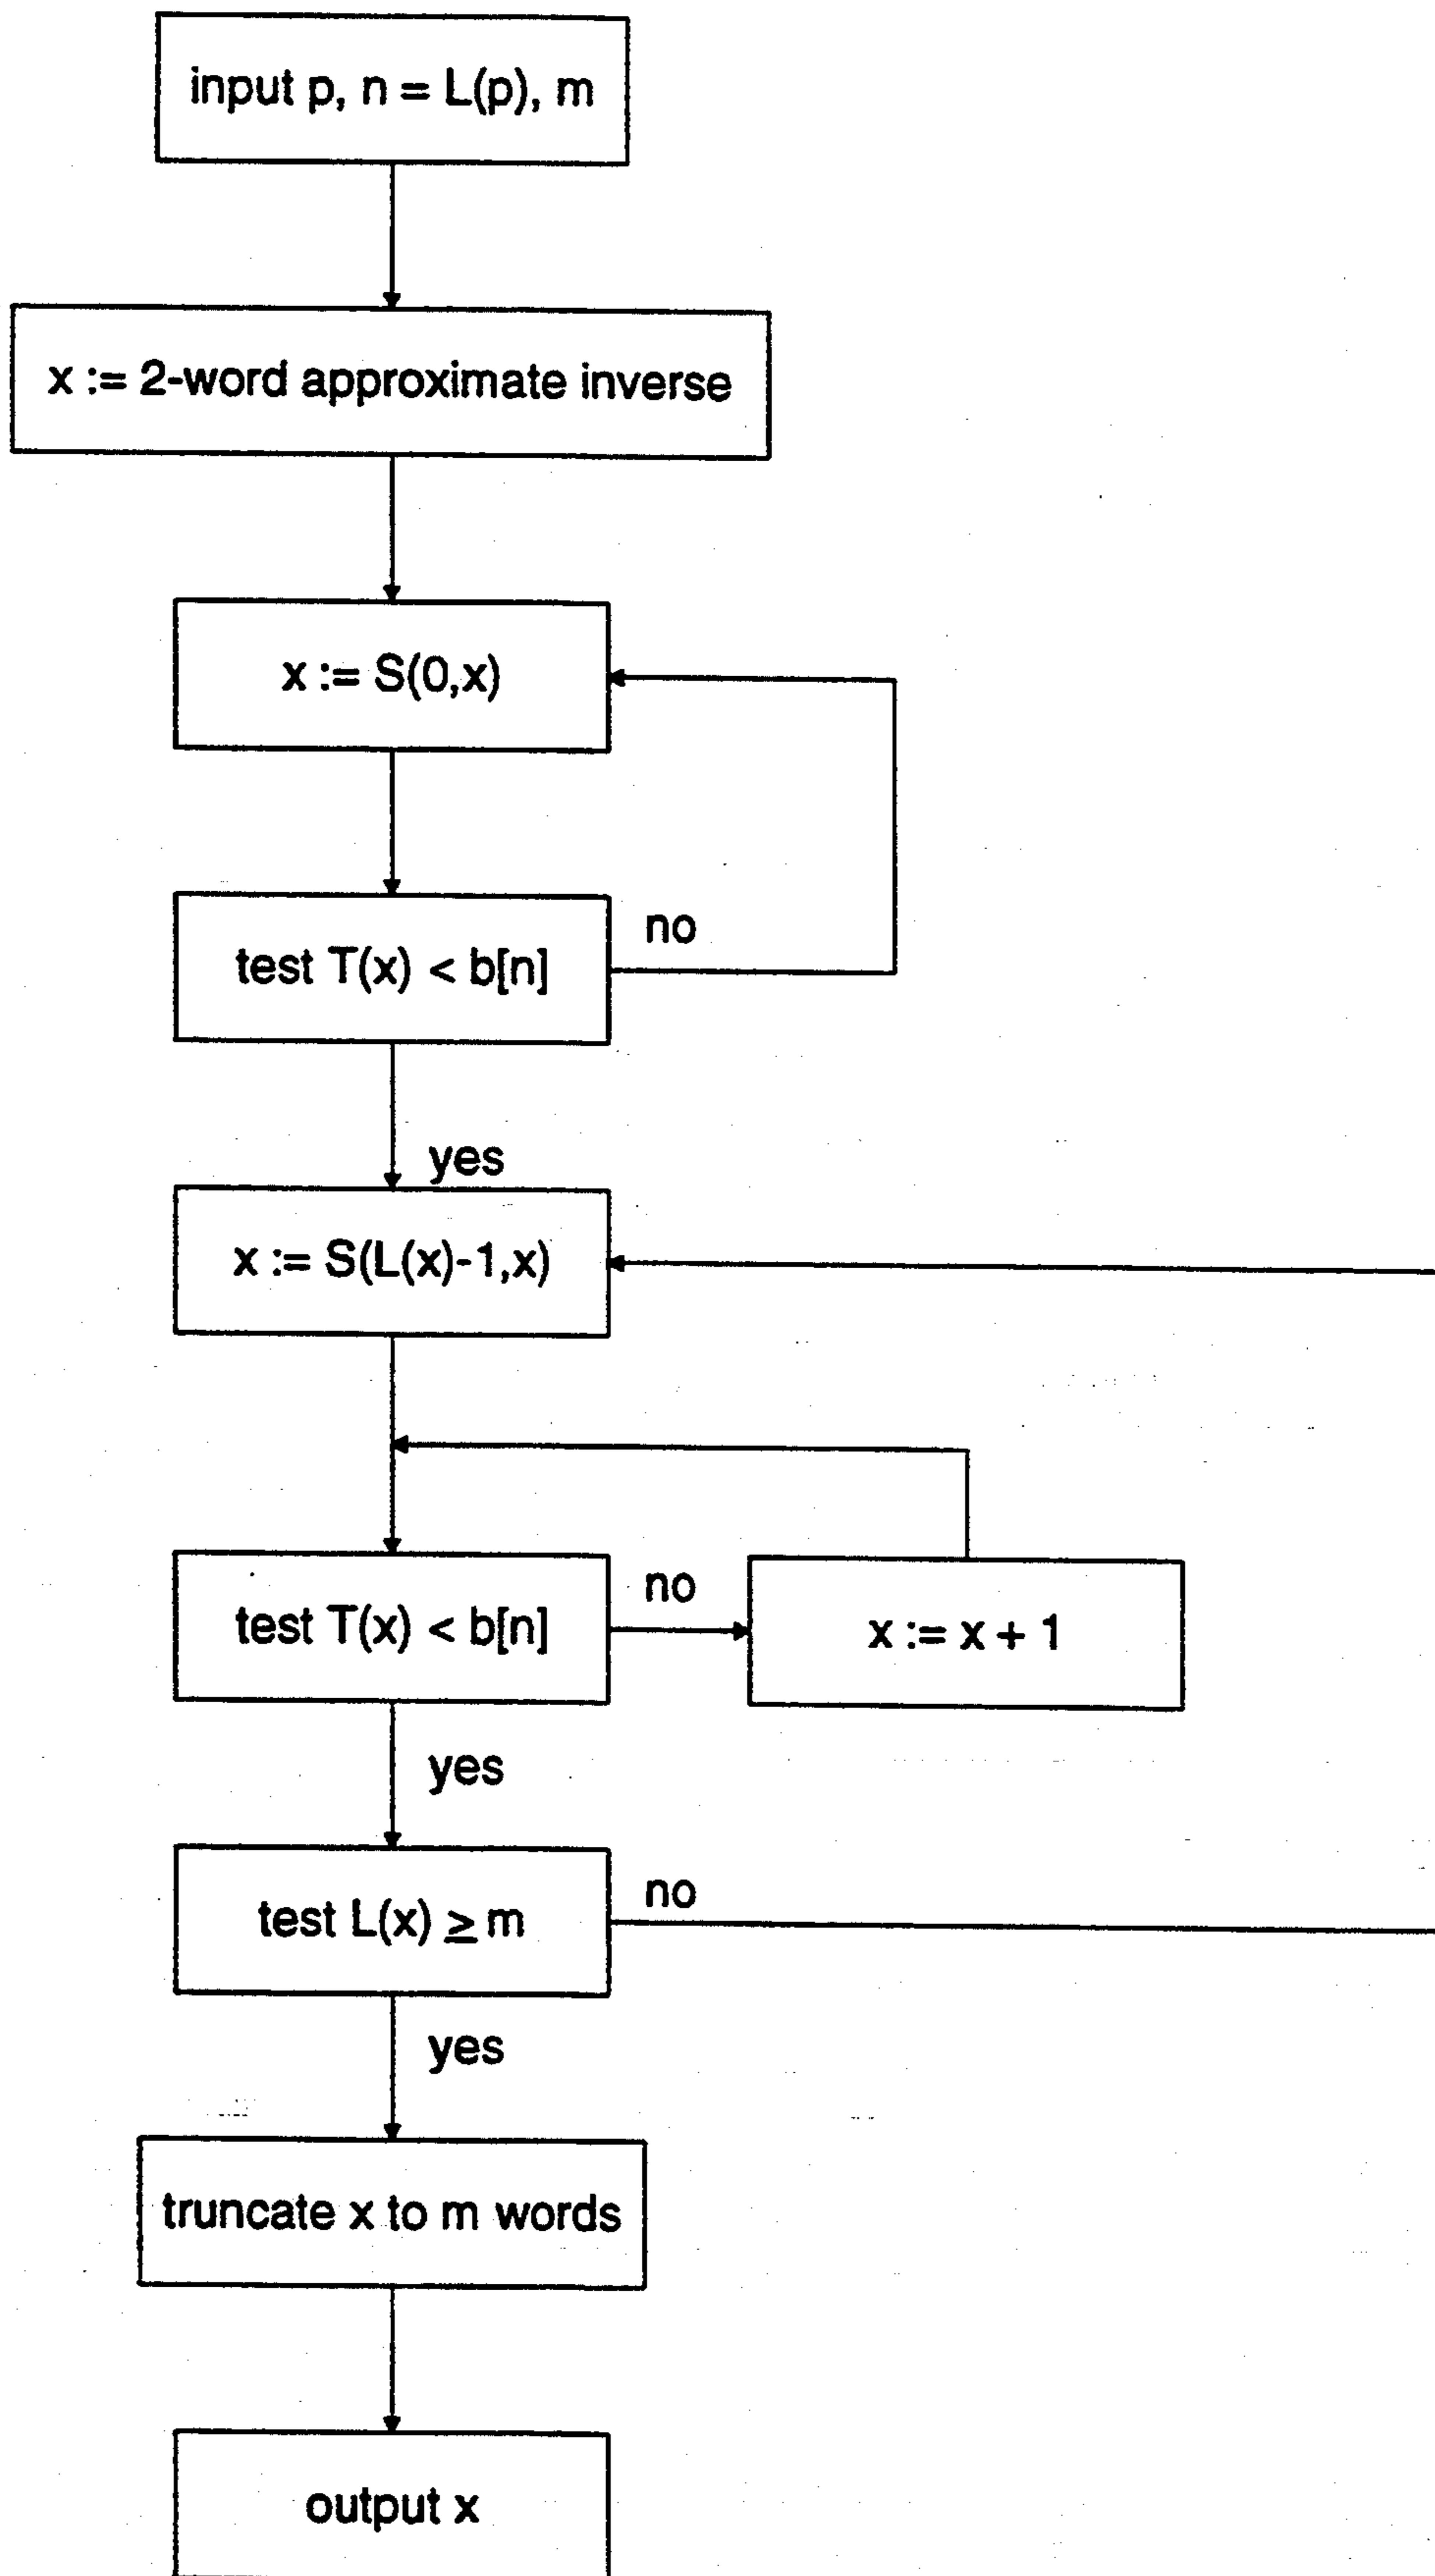 input p, n = L(p), m
x := 2-word approximate inverse
x := S(0,x)
test T(x) < b[n]
no
yes
x := S(L(x)-1,x)
test T(x) < b[n]
no
x := x + 1
yes
test L(x) ≥ m
no
yes
truncate x to m words
output x